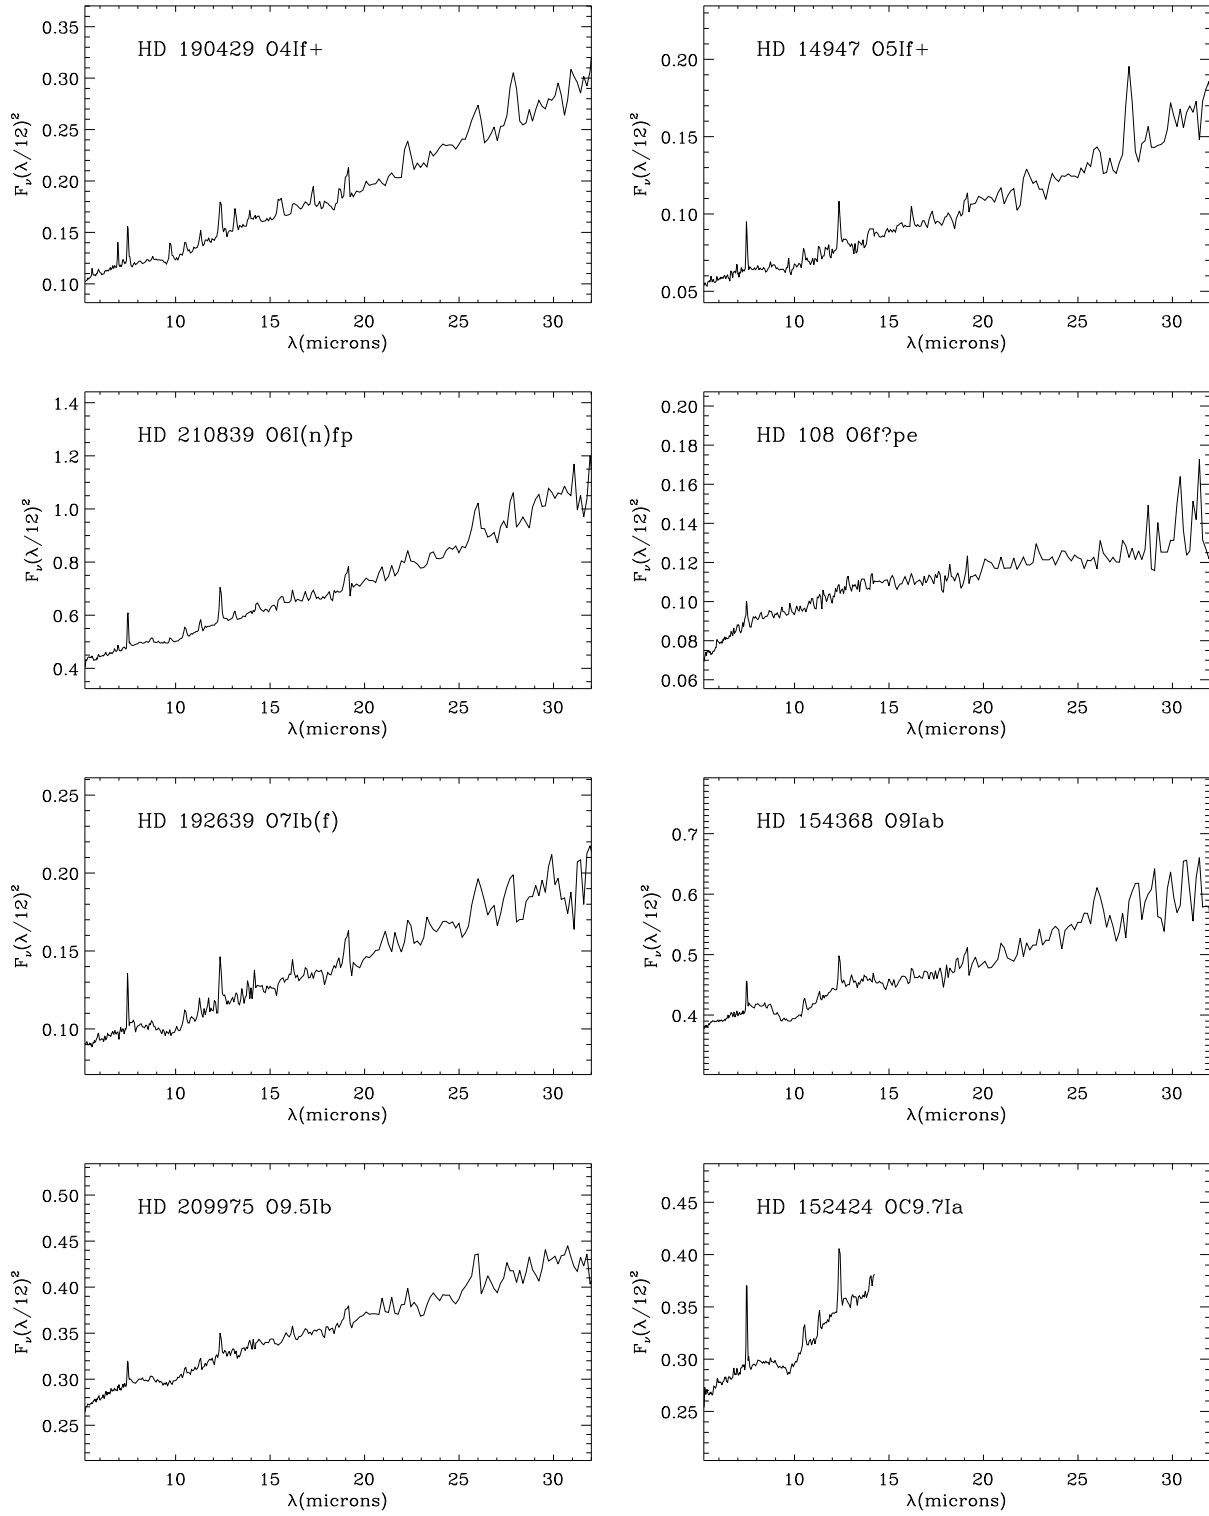 HD 190429 O4If+
0.35
0.30
0.25
0.20
0.15
0.10
Fν(λ/12)²
10 15 20 25 30
λ(microns)
HD 14947 O5If+
0.20
0.15
0.10
0.05
Fν(λ/12)²
10 15 20 25 30
λ(microns)
HD 210839 O6I(n)fp
1.4
1.2
1.0
0.8
0.6
0.4
Fν(λ/12)²
10 15 20 25 30
λ(microns)
HD 108 O6f?pe
0.20
0.18
0.16
0.14
0.12
0.10
0.08
0.06
Fν(λ/12)²
10 15 20 25 30
λ(microns)
HD 192639 O7Ib(f)
0.25
0.20
0.15
0.10
Fν(λ/12)²
10 15 20 25 30
λ(microns)
HD 154368 O9Iab
0.7
0.6
0.5
0.4
Fν(λ/12)²
10 15 20 25 30
λ(microns)
HD 209975 O9.5Ib
0.50
0.45
0.40
0.35
0.30
0.25
Fν(λ/12)²
10 15 20 25 30
λ(microns)
HD 152424 OC9.7Ia
0.45
0.40
0.35
0.30
0.25
Fν(λ/12)²
10 15 20 25 30
λ(microns)